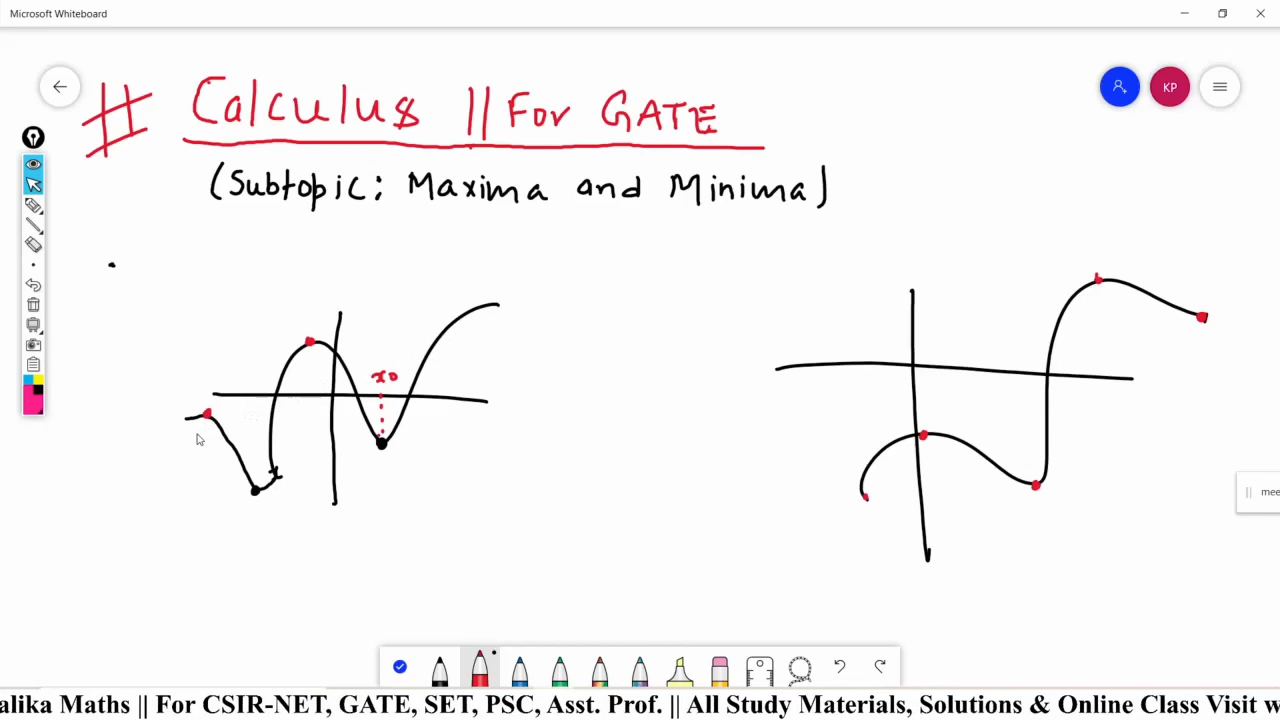 Microsoft Whiteboard
# Calculus || For GATE
KP
(Subtopic: Maxima and Minima)
x0
mee
alika Maths || For CSIR-NET, GATE, SET, PSC, Asst. Prof. || All Study Materials, Solutions & Online Class Visit w